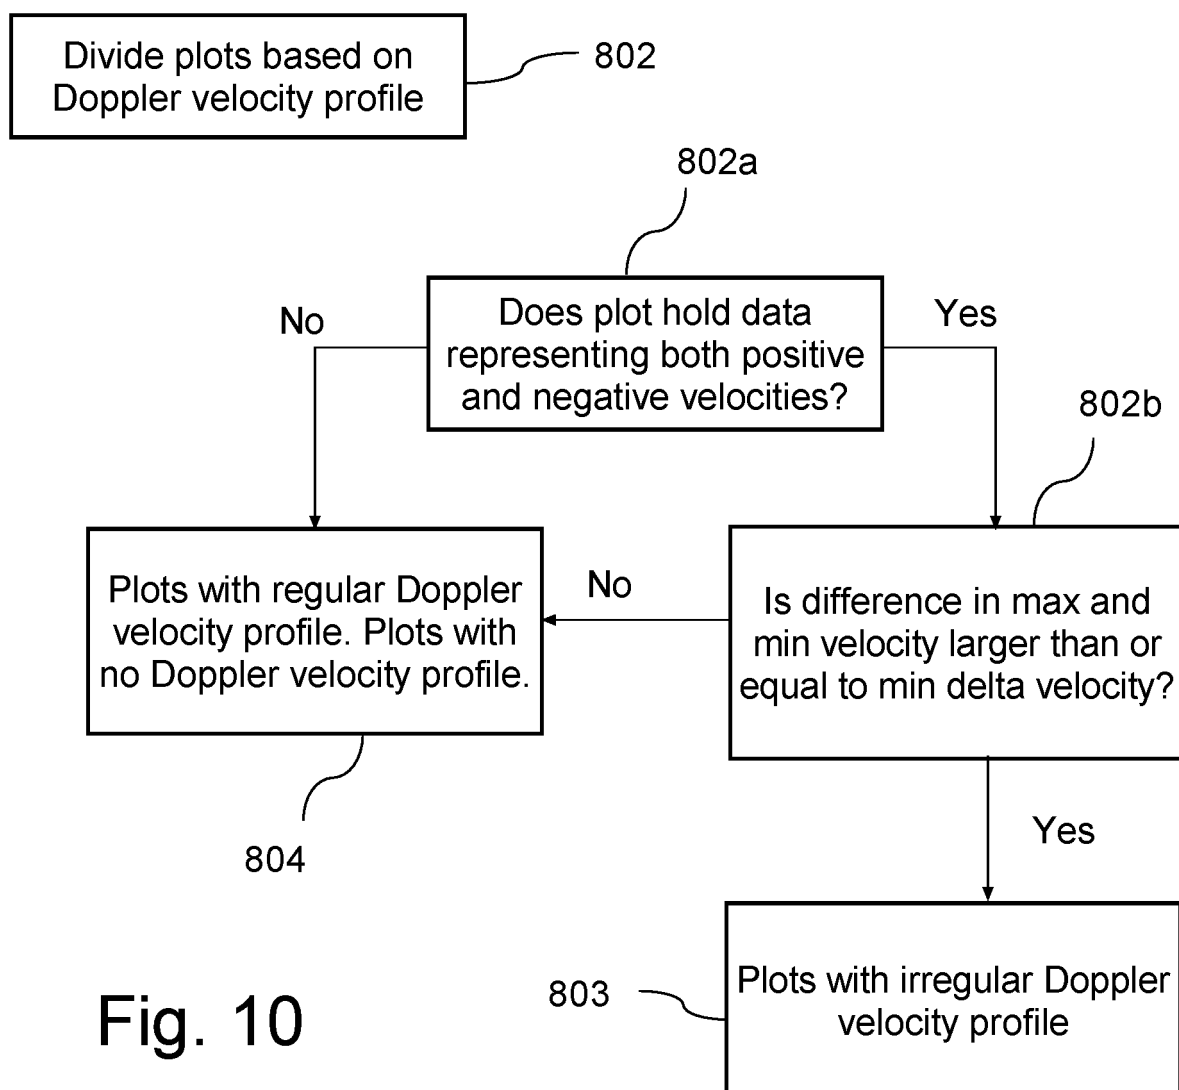 Divide plots based on
Doppler velocity profile
802
802a
Does plot hold data
representing both positive
and negative velocities?
No
Yes
802b
Plots with regular Doppler
velocity profile. Plots with
no Doppler velocity profile.
No
Is difference in max and
min velocity larger than or
equal to min delta velocity?
804
Yes
Plots with irregular Doppler
velocity profile
803
Fig. 10